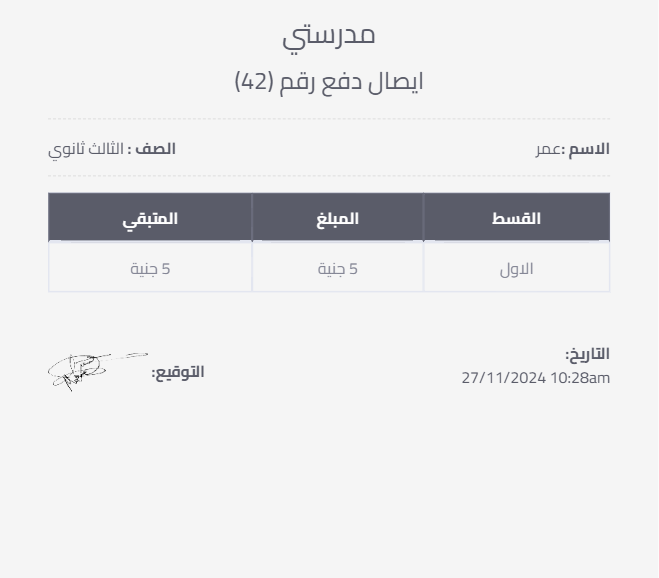 مدرستي
ايصال دفع رقم (42)
الاسم :عمر الصف : الثالث ثانوي
القسط المبلغ المتبقي
الاول 5 جنية 5 جنية
التاريخ:
27/11/2024 10:28am
التوقيع: